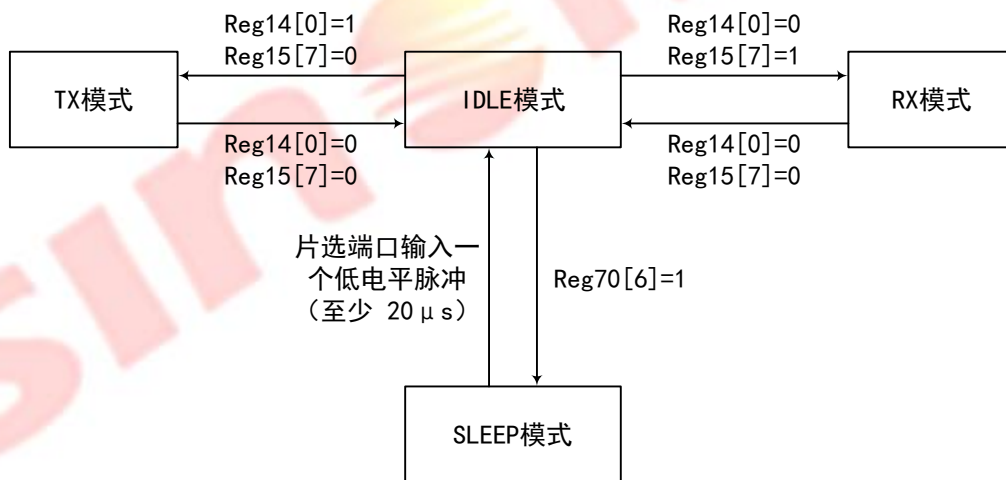 Reg14[0]=1
Reg15[7]=0
Reg14[0]=0
Reg15[7]=1
TX模式
IDLE模式
RX模式
Reg14[0]=0
Reg15[7]=0
Reg14[0]=0
Reg15[7]=0
片选端口输入一
个低电平脉冲
（至少 20μs）
Reg70[6]=1
SLEEP模式
sin